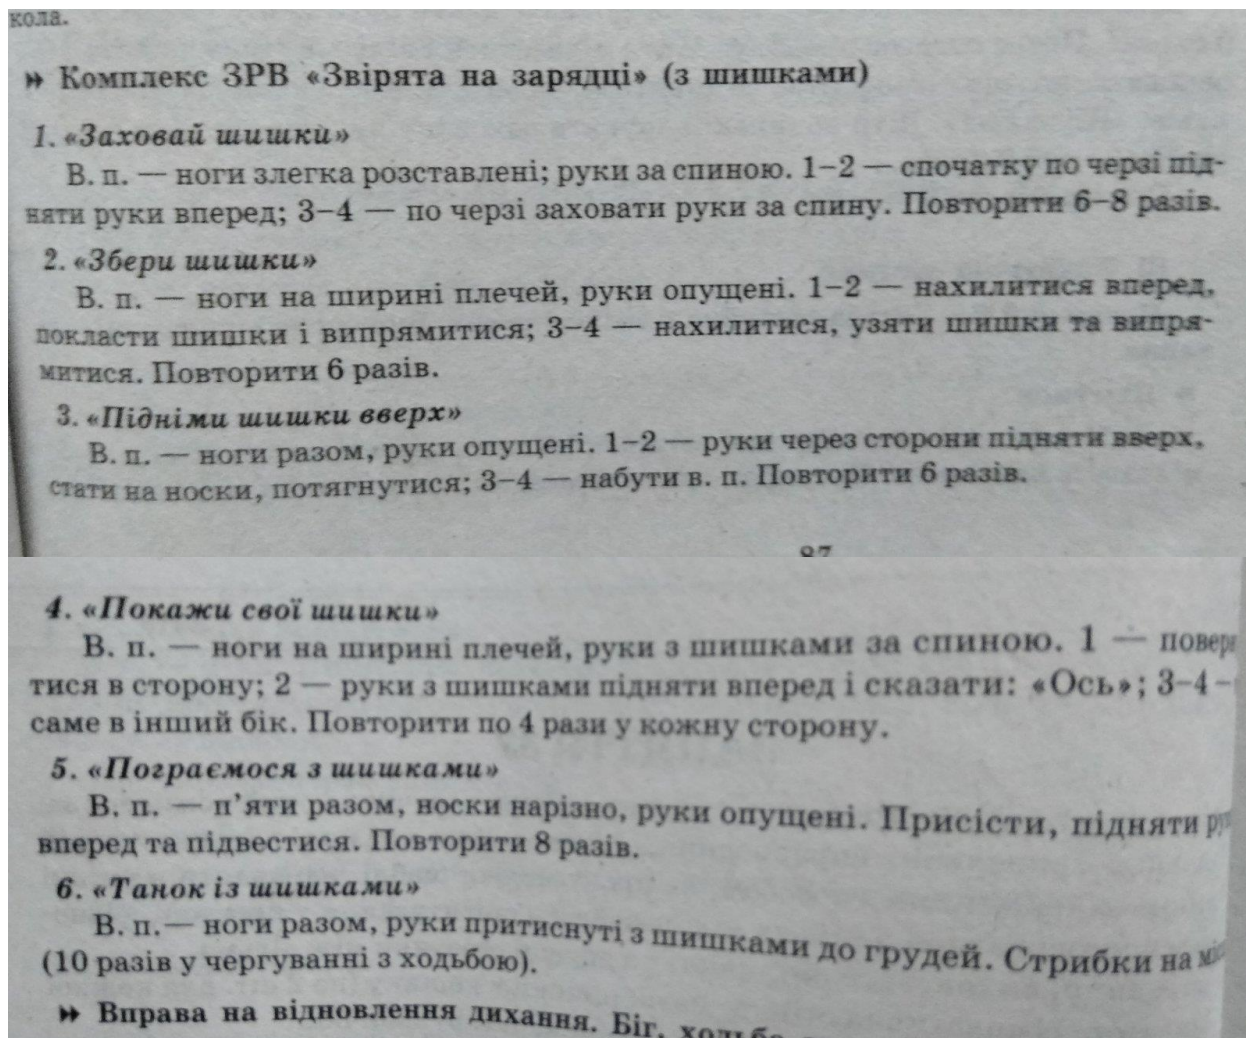 кола.
» Комплекс ЗРВ «Звірята на зарядці» (з шишками)
1. «Заховай шишки»
В. п. — ноги злегка розставлені; руки за спиною. 1–2 — спочатку по черзі під-
няти руки вперед; 3–4 — по черзі заховати руки за спину. Повторити 6–8 разів.
2. «Збери шишки»
В. п. — ноги на ширині плечей, руки опущені. 1–2 — нахилитися вперед,
покласти шишки і випрямитися; 3–4 — нахилитися, узяти шишки та випря-
митися. Повторити 6 разів.
3. «Підніми шишки вверх»
В. п. — ноги разом, руки опущені. 1–2 — руки через сторони підняти вверх,
стати на носки, потягнутися; 3–4 — набути в. п. Повторити 6 разів.
4. «Покажи свої шишки»
В. п. — ноги на ширині плечей, руки з шишками за спиною. 1 — повер
тися в сторону; 2 — руки з шишками підняти вперед і сказати: «Ось»; 3–4 –
саме в інший бік. Повторити по 4 рази у кожну сторону.
5. «Пограємося з шишками»
В. п. — п’яти разом, носки нарізно, руки опущені. Присісти, підняти ру
вперед та підвестися. Повторити 8 разів.
6. «Танок із шишками»
В. п.— ноги разом, руки притиснуті з шишками до грудей. Стрибки на міс
(10 разів у чергуванні з ходьбою).
» Вправа на відновлення дихання. Біг, ходьба